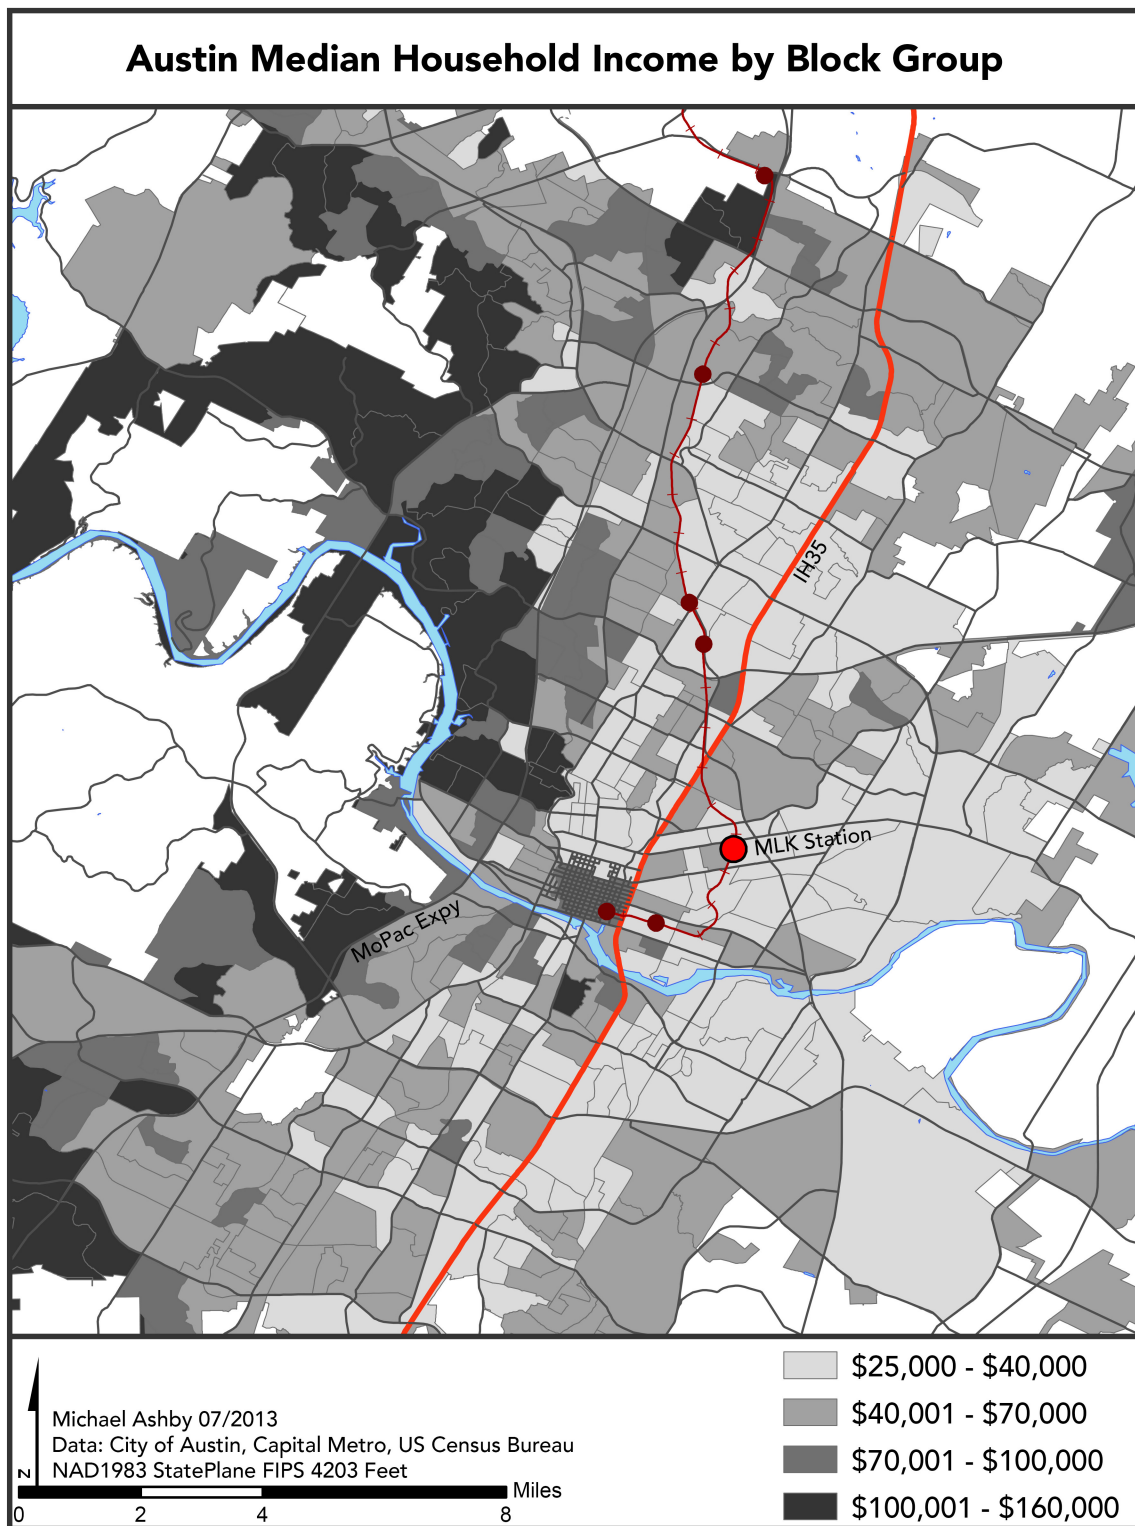 Austin Median Household Income by Block Group
IH35
MLK Station
MoPac Expy
$25,000 - $40,000
$40,001 - $70,000
$70,001 - $100,000
$100,001 - $160,000
Michael Ashby 07/2013
Data: City of Austin, Capital Metro, US Census Bureau
NAD1983 StatePlane FIPS 4203 Feet
N
Miles
0 2 4 8